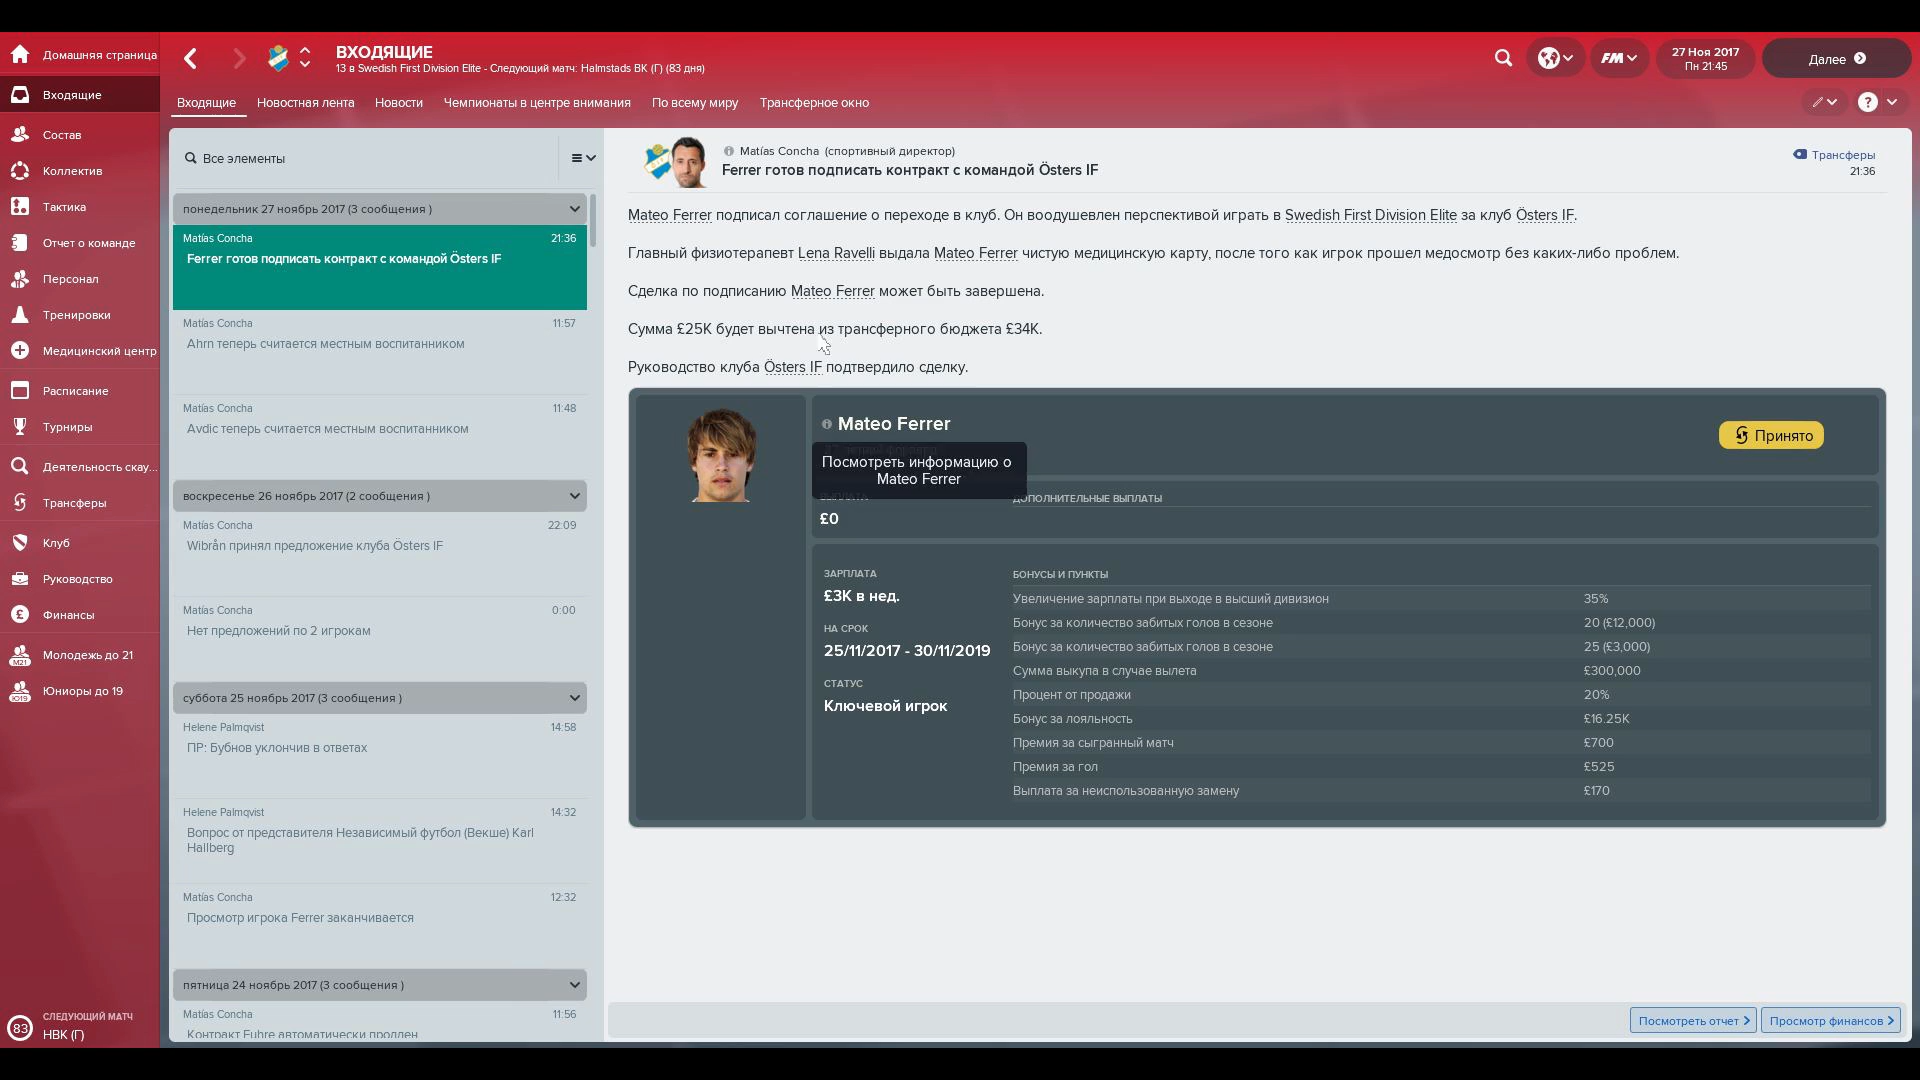 Домашняя страница
Входящие
Состав
Коллектив
Тактика
Отчет о команде
Персонал
Тренировки
Медицинский центр
Расписание
Турниры
Деятельность скау...
Трансферы
Клуб
Руководство
Финансы
M21
Молодежь до 21
Ю19
Юниоры до 19
СЛЕДУЮЩИЙ МАТЧ
83
НВК (Г)
ВХОДЯЩИЕ
13 в Swedish First Division Elite - Следующий матч: Halmstads BK (Г) (83 дня)
FM
27 Ноя 2017
Пн 21:45
Далее
Входящие
Новостная лента
Новости
Чемпионаты в центре внимания
По всему миру
Трансферное окно
?
Все элементы
понедельник 27 ноябрь 2017 (3 сообщения )
Matías Concha 21:36
Ferrer готов подписать контракт с командой Östers IF
Matías Concha 11:57
Ahrn теперь считается местным воспитанником
Matías Concha 11:48
Avdic теперь считается местным воспитанником
воскресенье 26 ноябрь 2017 (2 сообщения )
Matías Concha 22:09
Wibrån принял предложение клуба Östers IF
Matías Concha 0:00
Нет предложений по 2 игрокам
суббота 25 ноябрь 2017 (3 сообщения )
Helene Palmqvist 14:58
ПР: Бубнов уклончив в ответах
Helene Palmqvist 14:32
Вопрос от представителя Независимый футбол (Векше) Karl
Hallberg
Matías Concha 12:32
Просмотр игрока Ferrer заканчивается
пятница 24 ноябрь 2017 (3 сообщения )
Matías Concha 11:56
Контракт Fuhre автоматически продлен
Matías Concha (спортивный директор)
Ferrer готов подписать контракт с командой Östers IF
Трансферы
21:36
Mateo Ferrer подписал соглашение о переходе в клуб. Он воодушевлен перспективой играть в Swedish First Division Elite за клуб Östers IF.
Главный физиотерапевт Lena Ravelli выдала Mateo Ferrer чистую медицинскую карту, после того как игрок прошел медосмотр без каких-либо проблем.
Сделка по подписанию Mateo Ferrer может быть завершена.
Сумма £25K будет вычтена из трансферного бюджета £34K.
Руководство клуба Östers IF подтвердило сделку.
Mateo Ferrer
Принято
Посмотреть информацию о
Mateo Ferrer
ВЫПЛАТА
ДОПОЛНИТЕЛЬНЫЕ ВЫПЛАТЫ
£0
ЗАРПЛАТА
£3K в нед.
НА СРОК
25/11/2017 - 30/11/2019
СТАТУС
Ключевой игрок
БОНУСЫ И ПУНКТЫ
Увеличение зарплаты при выходе в высший дивизион 35%
Бонус за количество забитых голов в сезоне 20 (£12,000)
Бонус за количество забитых голов в сезоне 25 (£3,000)
Сумма выкупа в случае вылета £300,000
Процент от продажи 20%
Бонус за лояльность £16.25K
Премия за сыгранный матч £700
Премия за гол £525
Выплата за неиспользованную замену £170
Посмотреть отчет
Просмотр финансов